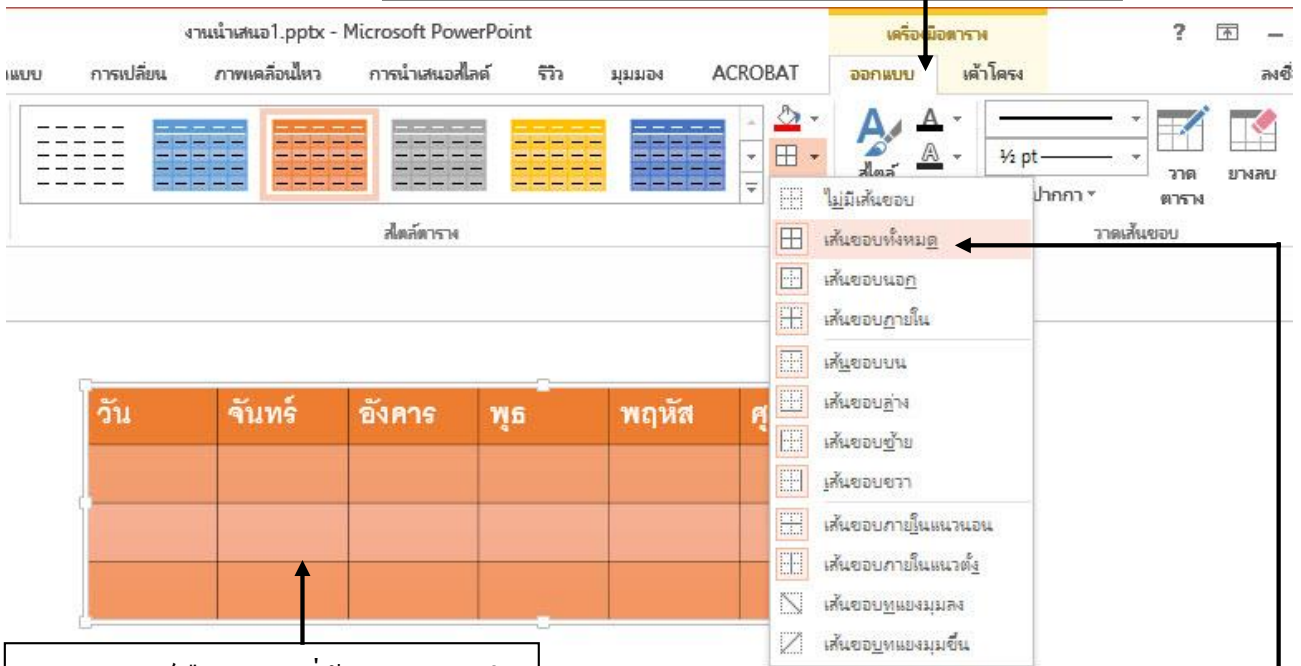 งานนำเสนอ1.pptx - Microsoft PowerPoint
เครื่องมือตาราง
? 
การเปลี่ยน ภาพเคลื่อนไหว การนำเสนอสไลด์ รีวิว มุมมอง ACROBAT ออกแบบ เค้าโครง
สไตล์
½ pt
วาด
ตาราง
ยางลบ
สไตล์ตาราง
วาดเส้นขอบ
ไม่มีเส้นขอบ
เส้นขอบทั้งหมด
เส้นขอบนอก
เส้นขอบภายใน
เส้นขอบบน
เส้นขอบล่าง
เส้นขอบซ้าย
เส้นขอบขวา
เส้นขอบภายในแนวนอน
เส้นขอบภายในแนวตั้ง
เส้นขอบทแยงมุมลง
เส้นขอบทแยงมุมขึ้น
วัน จันทร์ อังคาร พุธ พฤหัส